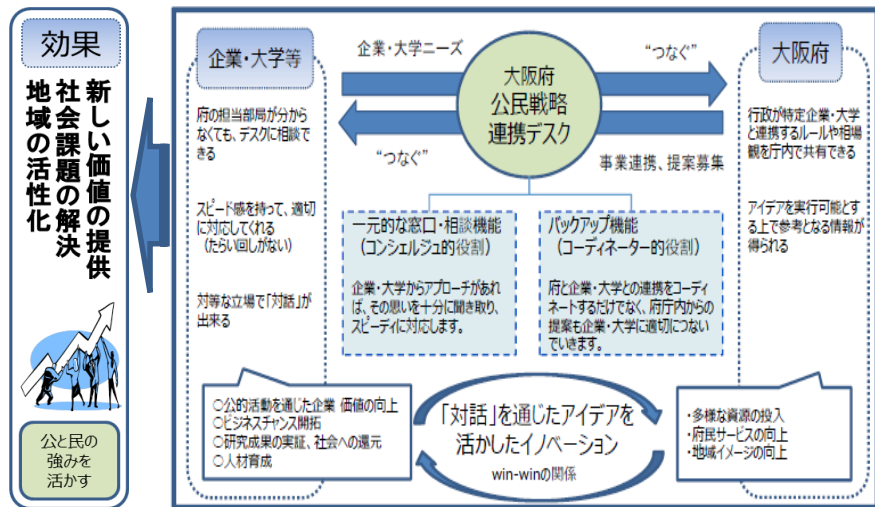 効果
新しい価値の提供
社会課題の解決
地域の活性化
公と民の
強みを
活かす
企業・大学等
府の担当部局が分から
なくても、デスクに相談で
きる
スピード感を持って、適切
に対応してくれる
(たらい回しがない)
対等な立場で「対話」が
出来る
企業・大学ニーズ
“つなぐ”
大阪府
公民戦略
連携デスク
“つなぐ”
事業連携、提案募集
大阪府
行政が特定企業・大学
と連携するルールや相場
観を庁内で共有できる
アイデアを実行可能とす
る上で参考となる情報が
得られる
一元的な窓口・相談機能
(コンシェルジュ的役割)
企業・大学からアプローチがあれ
ば、その思いを十分に聞き取り、
スピーディに対応します。
バックアップ機能
(コーディネーター的役割)
府と企業・大学との連携をコーディ
ネートするだけでなく、府庁内からの
提案も企業・大学に適切につない
でいきます。
○公的活動を通じた企業 価値の向上
○ビジネスチャンス開拓
○研究成果の実証、社会への還元
○人材育成
「対話」を通じたアイデアを
活かしたイノベーション
win-winの関係
・多様な資源の投入
・府民サービスの向上
・地域イメージの向上